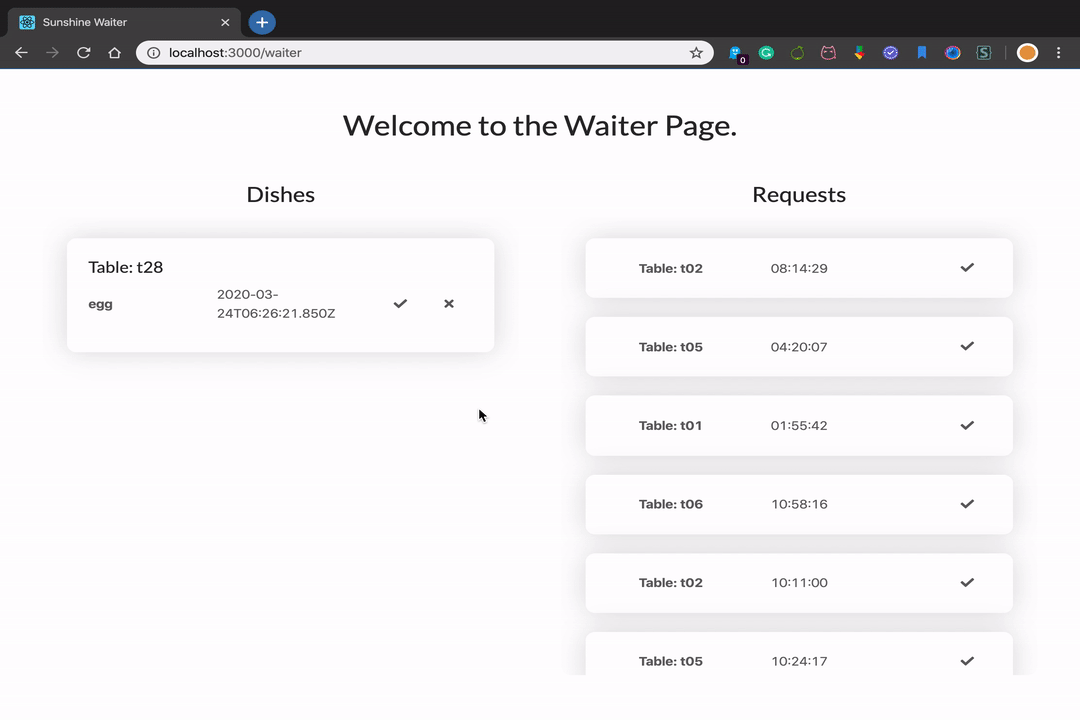 Sunshine Waiter
localhost:3000/waiter
0
S
Welcome to the Waiter Page.
Dishes
Table: t28
egg
2020-03-
24T06:26:21.850Z
Requests
Table: t02 08:14:29
Table: t05 04:20:07
Table: t01 01:55:42
Table: t06 10:58:16
Table: t02 10:11:00
Table: t05 10:24:17